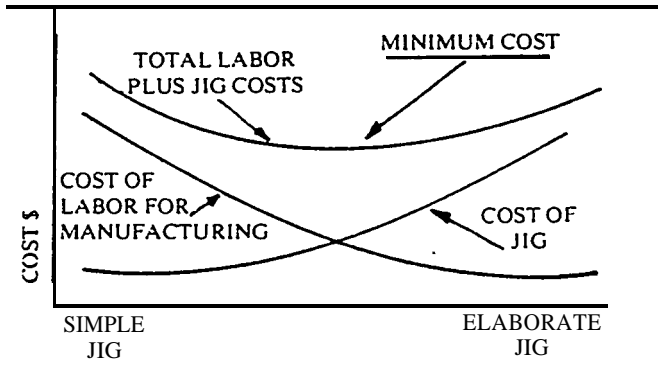 MINIMUM COST
TOTAL LABOR
PLUS JIG COSTS
COST OF
LABOR FOR
MANUFACTURING
COST OF
JIG
COST $
SIMPLE
JIG
ELABORATE
JIG